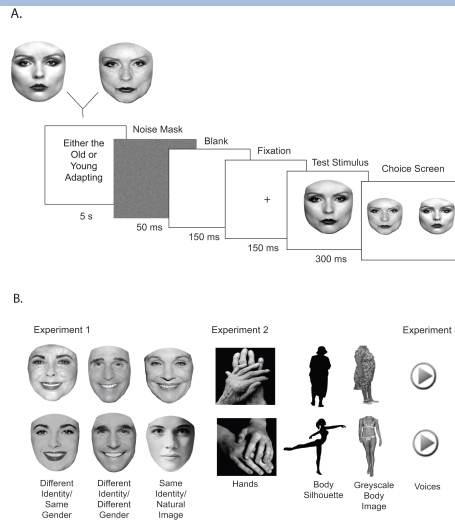 A.
Either the
Old or
Young
Adapting
Noise Mask
Blank
Fixation
Test Stimulus
Choice Screen
+
5 s
50 ms
150 ms
150 ms
300 ms
B.
Experiment 1
Experiment 2
Experiment
Different
Identity/
Same
Gender
Different
Identity/
Different
Gender
Same
Identity/
Natural
Image
Hands
Body
Silhouette
Greyscale
Body
Image
Voices